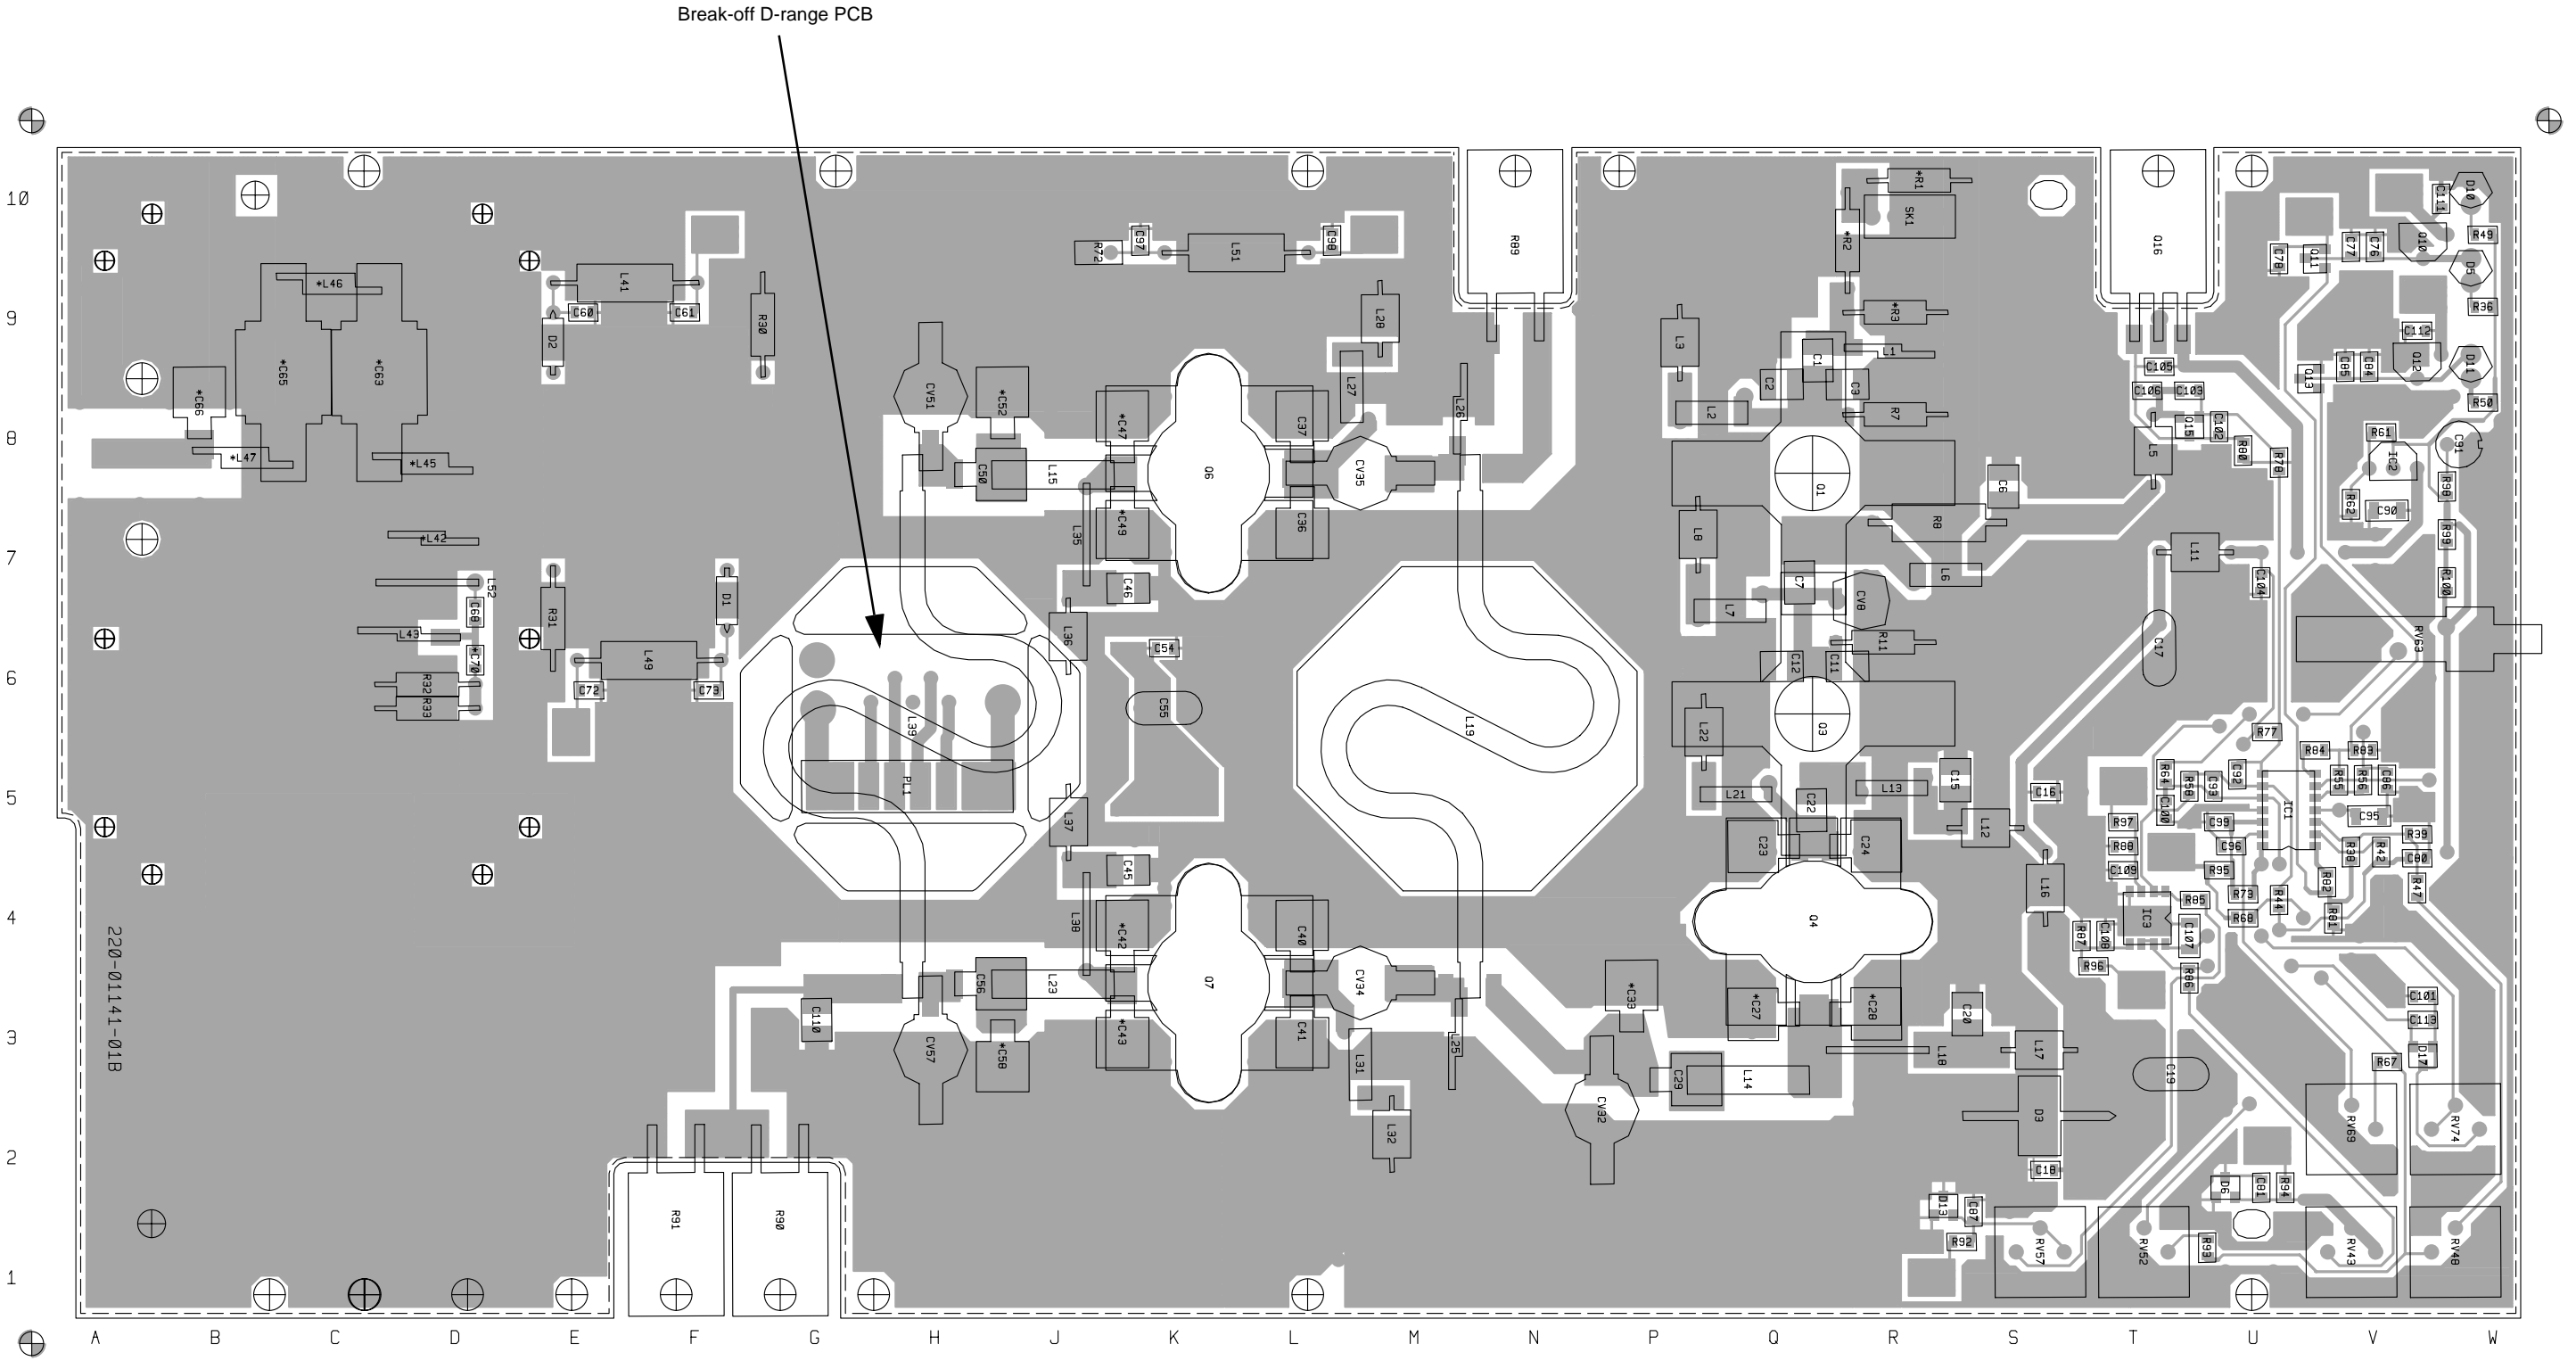 Break-off D-range PCB
10
*R1
SK1
*R2
C111
D10
R49
Q10
C77
C76
C78
Q11
D5
R72
C97
L51
C98
R89
Q16
*L46
L41
9
C60
C61
R30
D2
L28
*R3
R36
C112
L3
C1
L1
*C65
*C63
C105
Q13
C85
C84
Q12
D11
*C66
CV51
*C52
L27
L26
C2
C3
C106
C103
R50
L2
R7
8
*C47
C37
Q15
C102
R80
R78
R61
C91
*L47
*L45
C50
L15
Q6
CV35
L5
IC2
R98
Q1
C6
*C49
C36
R62
C90
*L42
L35
L8
R8
R99
7
L11
L52
C46
C7
L6
C104
R100
C68
D1
R31
L7
CV8
L43
L36
R11
RV63
*C70
L49
C54
C12
C11
C17
6
R32
R33
C72
C73
C55
L39
L19
L22
Q3
R77
R84
R83
PL1
L21
L13
C15
C16
R64
R58
C93
C92
R55
R56
C86
5
L37
C22
C100
IC1
C95
L12
R97
C99
R39
C45
C23
C24
R88
C96
R38
R42
C80
C109
R95
R82
R47
L16
R73
R44
R85
4
220-01141-01B
*C42
C40
L38
Q4
IC3
R68
R81
R87
C108
C107
R96
R86
C56
L23
Q7
CV34
*C33
*C27
*C28
C20
C101
C110
C113
3
CV57
*C58
*C43
C41
L25
L31
L18
L17
D17
R67
C29
L14
C19
CV32
D3
L32
RV69
RV74
2
C18
D6
C81
R94
R91
R90
D13
C87
R92
RV57
RV52
R93
RV43
RV48
1
A B C D E F G H J K L M N P Q R S T U V W